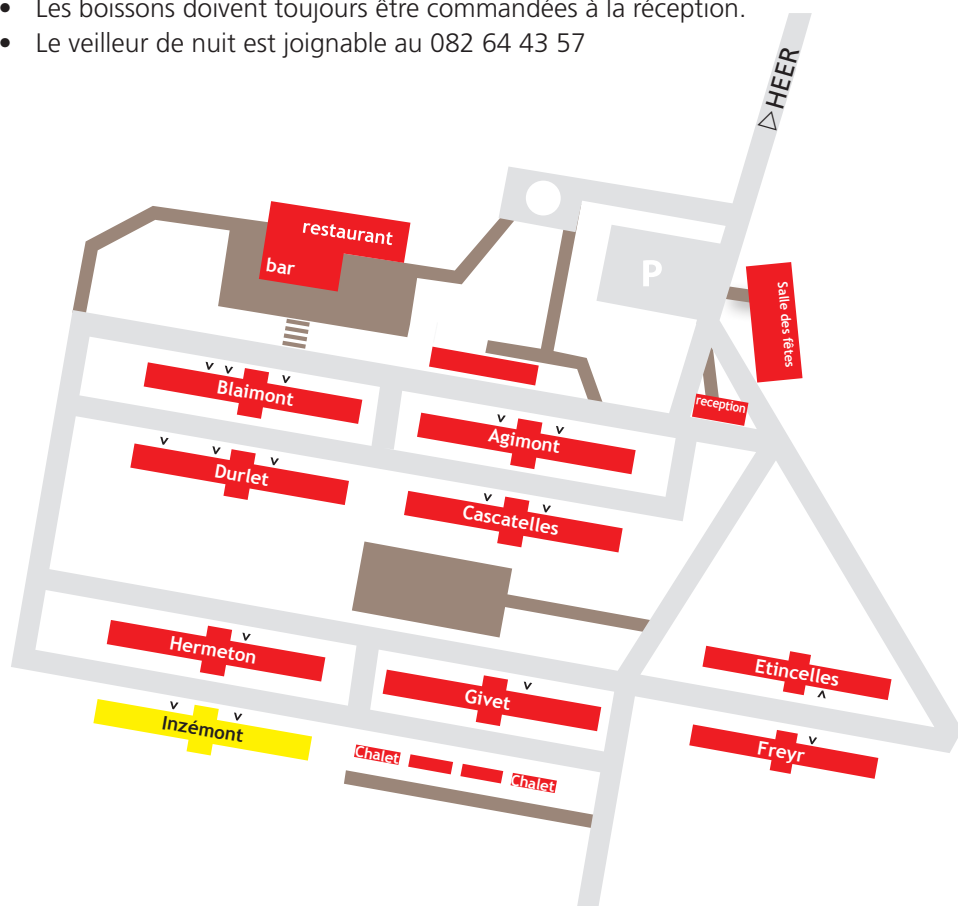 • Les boissons doivent toujours être commandées à la réception.
• Le veilleur de nuit est joignable au 082 64 43 57
▷HEER
restaurant
bar
P
Salle des fêtes
reception
Blaimont
Agimont
Durlet
Cascatelles
Hermeton
Etincelles
Givet
Inzémont
Freyr
Chalet
Chalet